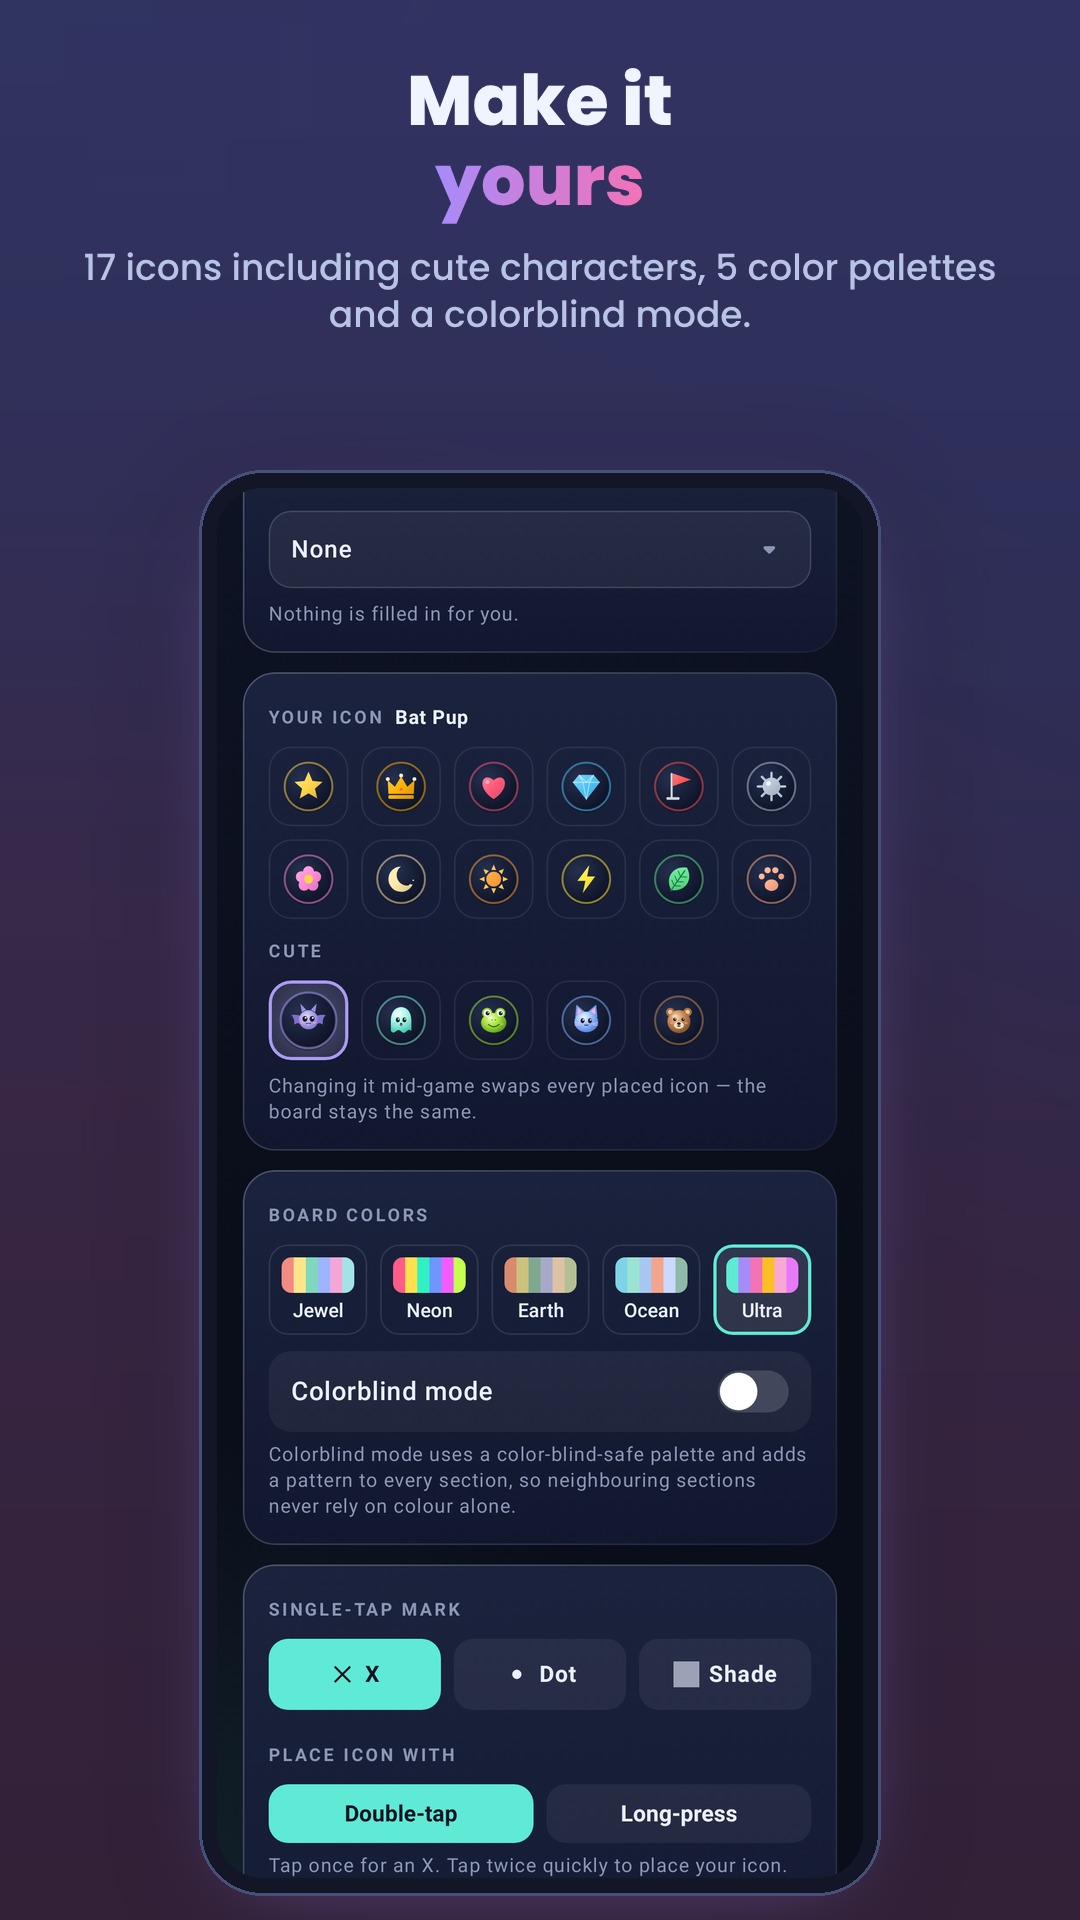 Make it
yours
17 icons including cute characters, 5 color palettes
and a colorblind mode.
None
Nothing is filled in for you.
YOUR ICON Bat Pup
CUTE
Changing it mid-game swaps every placed icon — the
board stays the same.
BOARD COLORS
Jewel Neon Earth Ocean Ultra
Colorblind mode
Colorblind mode uses a color-blind-safe palette and adds
a pattern to every section, so neighbouring sections
never rely on colour alone.
SINGLE-TAP MARK
X Dot Shade
PLACE ICON WITH
Double-tap Long-press
Tap once for an X. Tap twice quickly to place your icon.